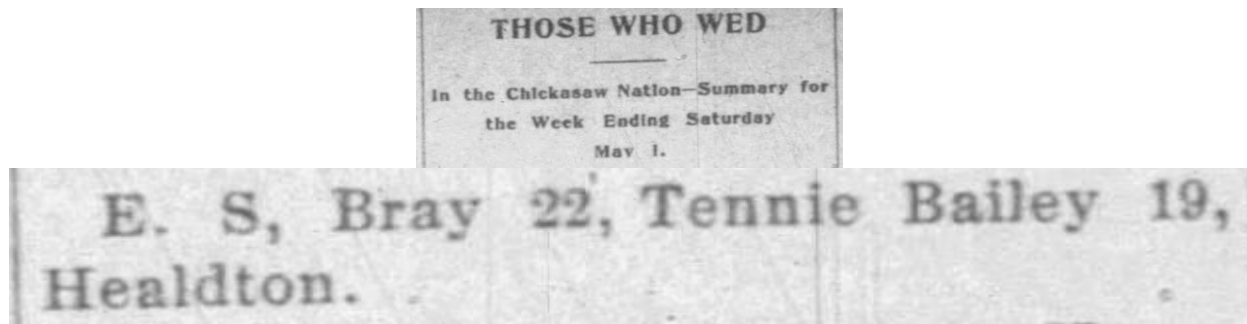 THOSE WHO WED
In the Chickasaw Nation—Summary for
the Week Ending Saturday
May 1.
E. S, Bray 22, Tennie Bailey 19,
Healdton.